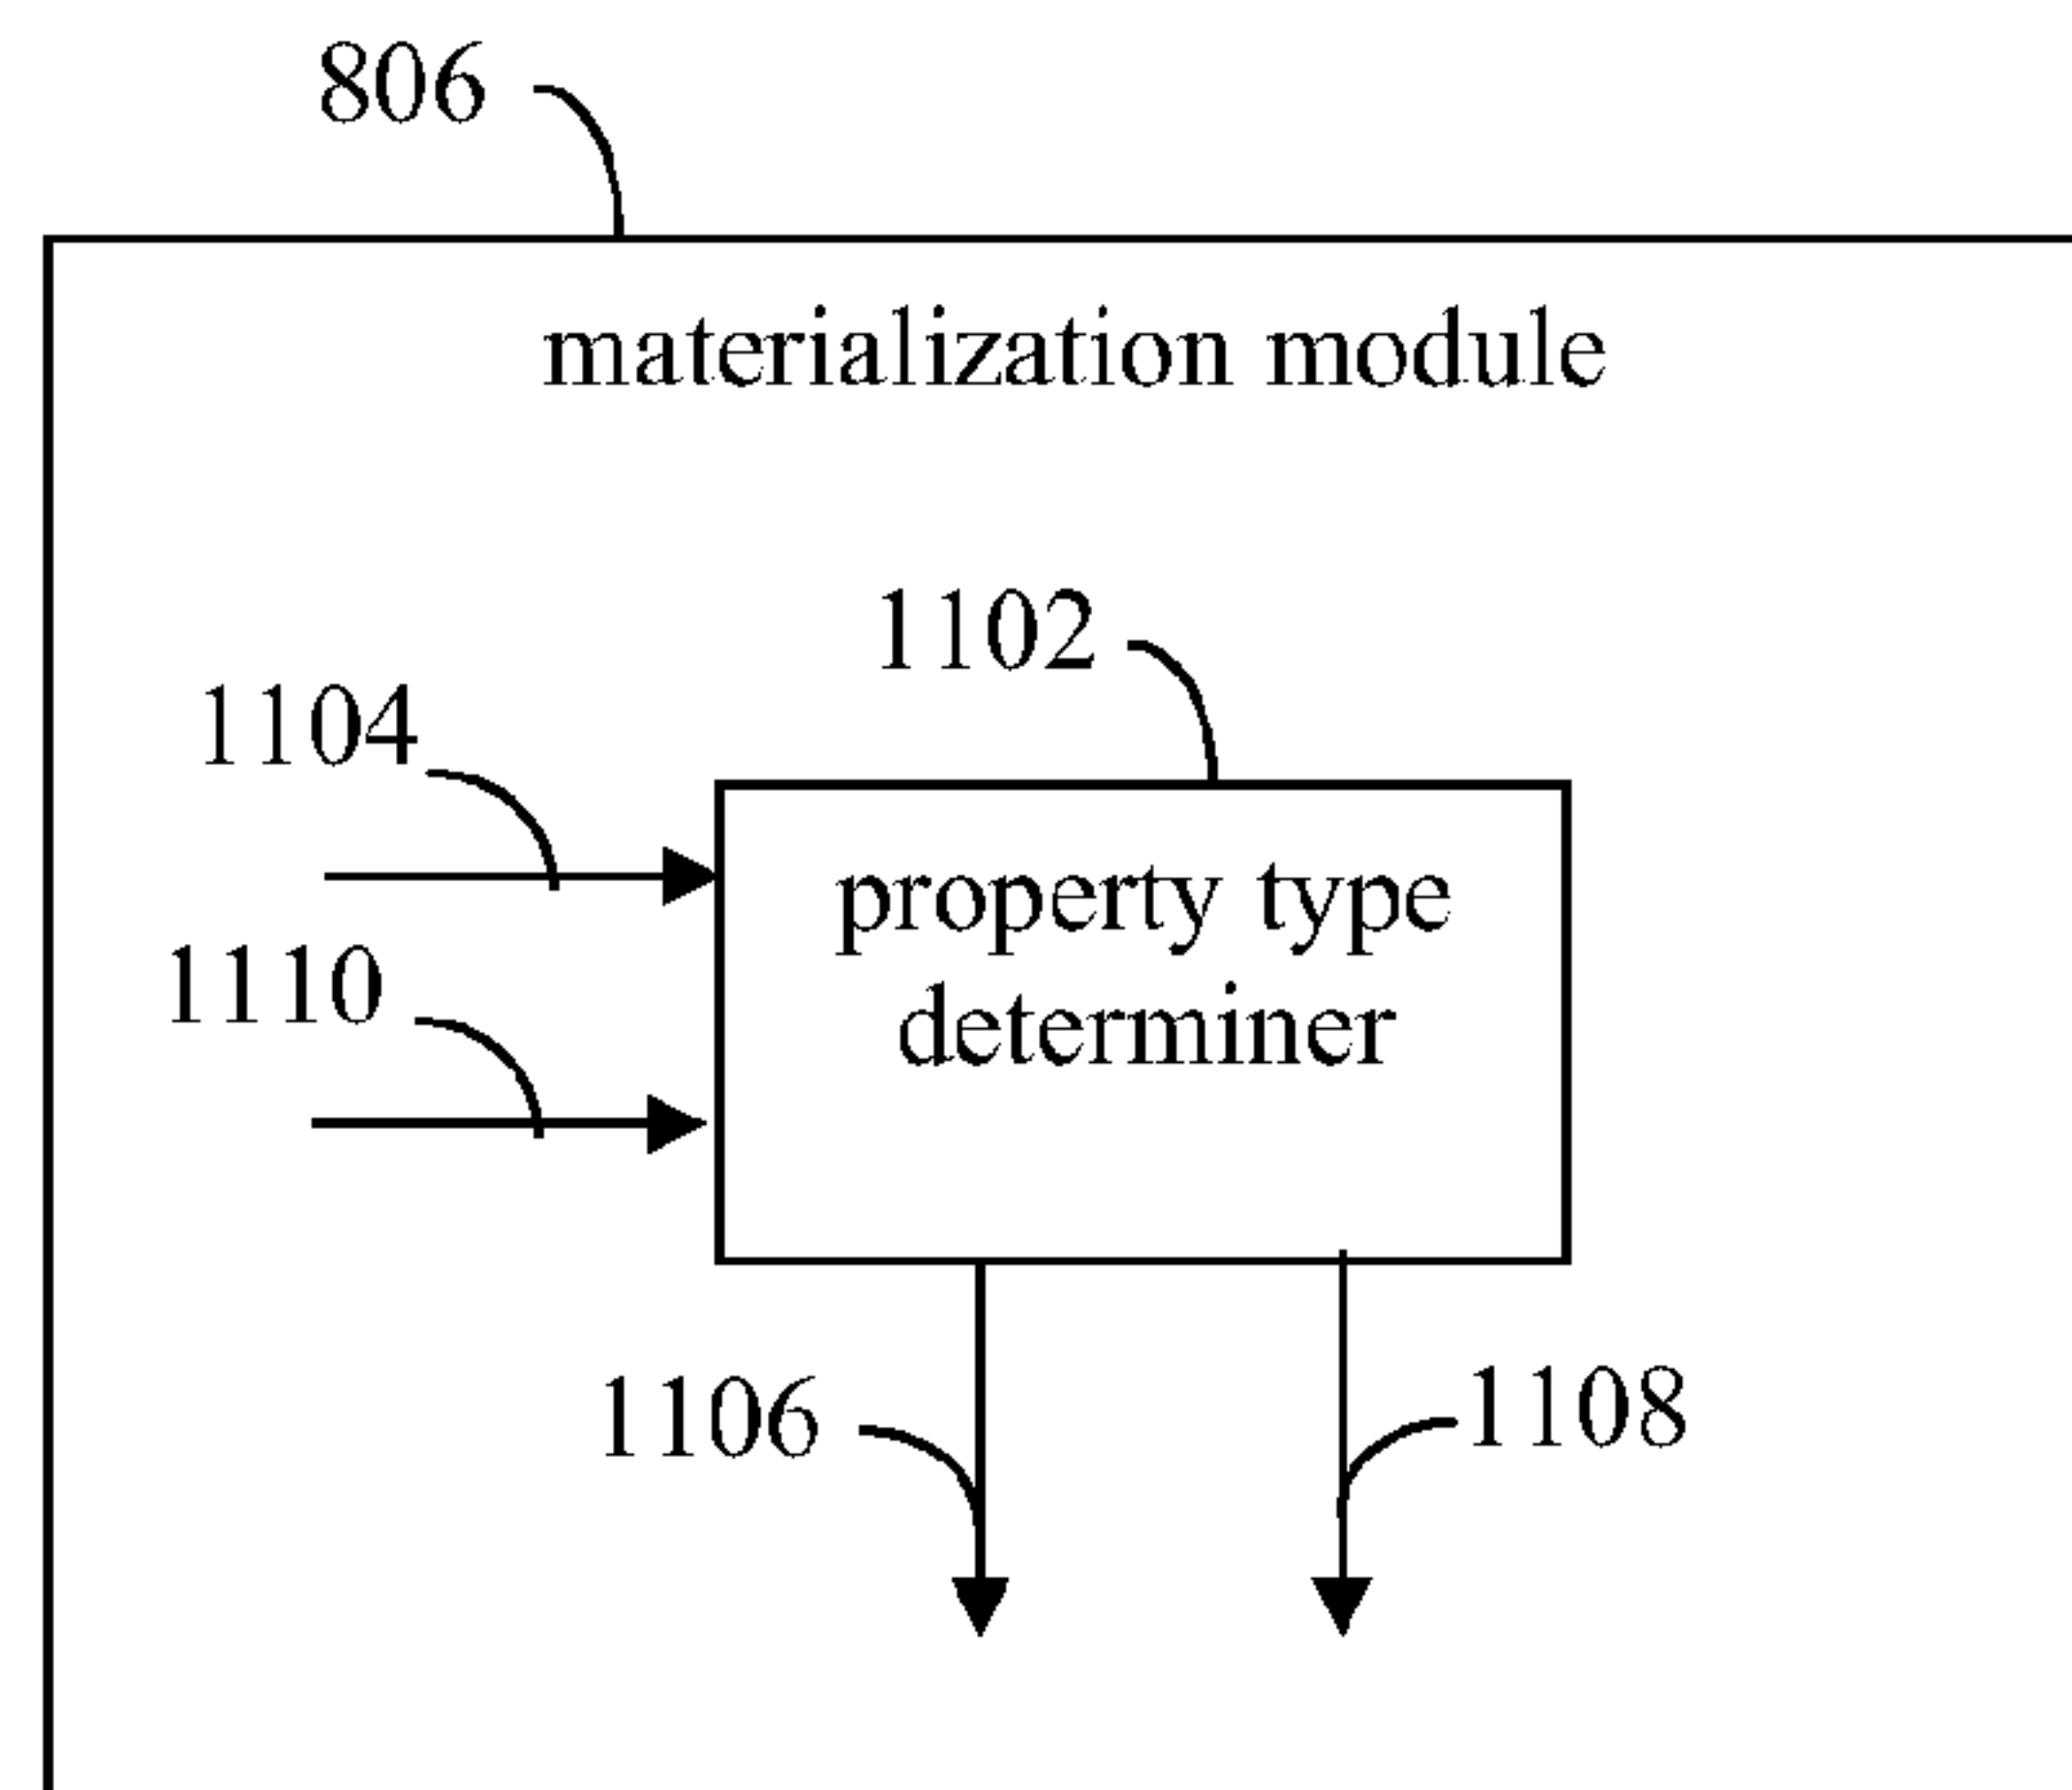 806
materialization module
1102
1104
property type
1110
determiner
1106
1108